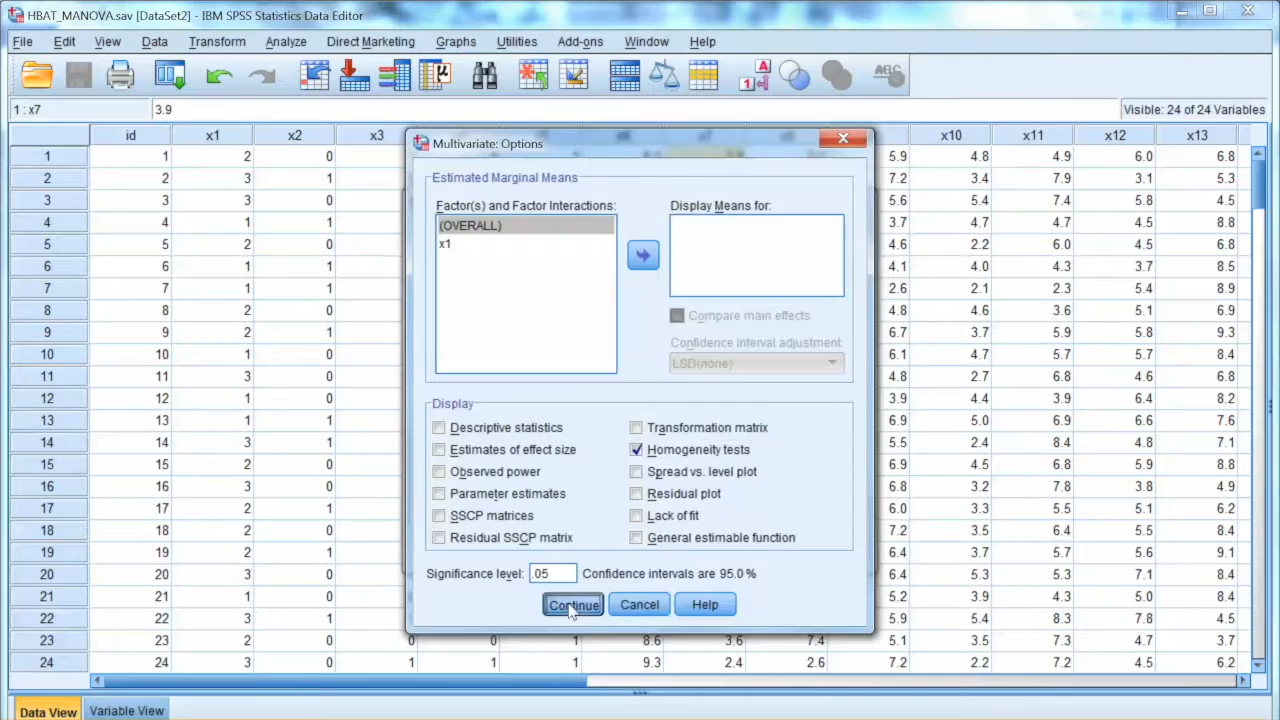 HBAT_MANOVA.sav [DataSet2] - IBM SPSS Statistics Data Editor
File Edit View Data Transform Analyze Direct Marketing Graphs Utilities Add-ons Window Help
1 : x7 3.9 Visible: 24 of 24 Variables
id x1 x2 x3 x10 x11 x12 x13
1 1 2 0 5.9 4.8 4.9 6.0 6.8
2 2 3 1 7.2 3.4 7.9 3.1 5.3
3 3 3 0 5.6 5.4 7.4 5.8 4.5
4 4 1 1 3.7 4.7 4.7 4.5 8.8
5 5 2 0 4.6 2.2 6.0 4.5 6.8
6 6 1 1 4.1 4.0 4.3 3.7 8.5
7 7 1 1 2.6 2.1 2.3 5.4 8.9
8 8 2 0 4.8 4.6 3.6 5.1 6.9
9 9 2 1 6.7 3.7 5.9 5.8 9.3
10 10 1 0 6.1 4.7 5.7 5.7 8.4
11 11 3 0 4.8 2.7 6.8 4.6 6.8
12 12 1 0 3.9 4.4 3.9 6.4 8.2
13 13 1 1 6.9 5.0 6.9 6.6 7.6
14 14 3 1 5.5 2.4 8.4 4.8 7.1
15 15 2 0 6.9 4.5 6.8 5.9 8.8
16 16 3 0 6.8 3.2 7.8 3.8 4.9
17 17 2 1 6.0 3.3 5.5 5.1 6.2
18 18 2 0 7.2 3.5 6.4 5.5 8.4
19 19 2 1 6.4 3.7 5.7 5.6 9.1
20 20 3 0 6.4 5.3 5.3 7.1 8.4
21 21 1 0 5.2 3.9 4.3 5.0 8.4
22 22 3 1 5.9 5.4 8.3 7.8 4.5
23 23 2 0 0 0 1 8.6 3.6 7.4 5.1 3.5 7.3 4.7 3.7
24 24 3 0 1 1 1 9.3 2.4 2.6 7.2 2.2 7.2 4.5 6.2
Multivariate: Options
Estimated Marginal Means
Factor(s) and Factor Interactions: Display Means for:
(OVERALL)
x1
Compare main effects
Confidence interval adjustment:
LSD(none)
Display
Descriptive statistics Transformation matrix
Estimates of effect size Homogeneity tests
Observed power Spread vs. level plot
Parameter estimates Residual plot
SSCP matrices Lack of fit
Residual SSCP matrix General estimable function
Significance level: .05 Confidence intervals are 95.0 %
Continue Cancel Help
Data View Variable View